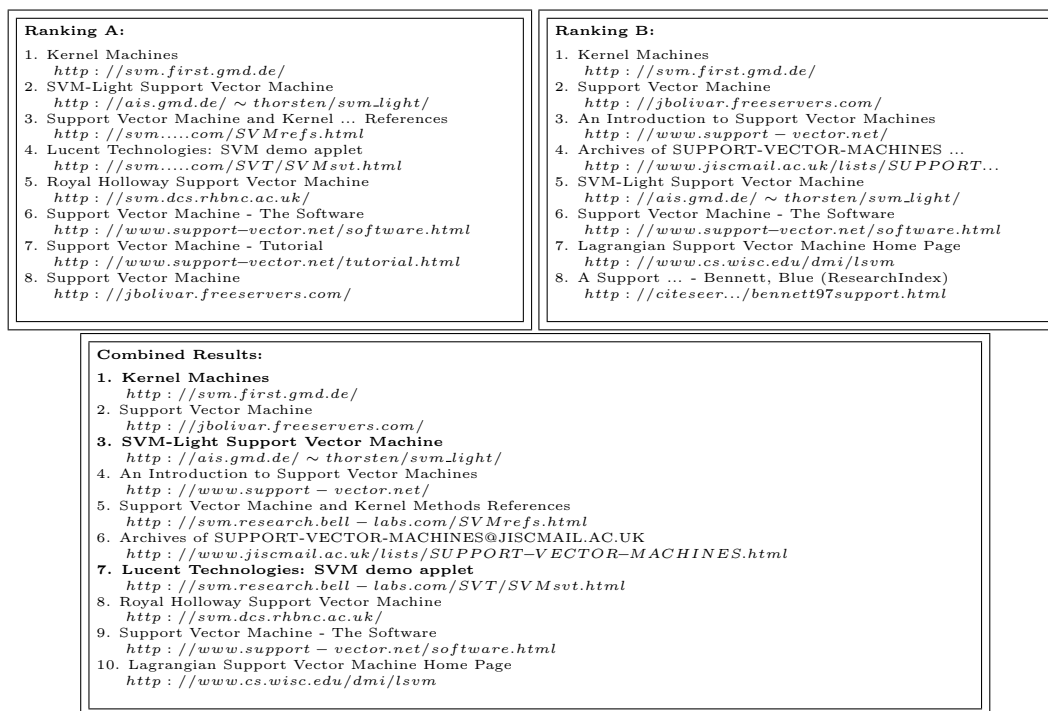 Ranking A:
1. Kernel Machines
http : //svm.first.gmd.de/
2. SVM-Light Support Vector Machine
http : //ais.gmd.de/ ∼ thorsten/svm_light/
3. Support Vector Machine and Kernel ... References
http : //svm.....com/SVMrefs.html
4. Lucent Technologies: SVM demo applet
http : //svm.....com/SVT/SVMsvt.html
5. Royal Holloway Support Vector Machine
http : //svm.dcs.rhbnc.ac.uk/
6. Support Vector Machine - The Software
http : //www.support−vector.net/software.html
7. Support Vector Machine - Tutorial
http : //www.support−vector.net/tutorial.html
8. Support Vector Machine
http : //jbolivar.freeservers.com/
Ranking B:
1. Kernel Machines
http : //svm.first.gmd.de/
2. Support Vector Machine
http : //jbolivar.freeservers.com/
3. An Introduction to Support Vector Machines
http : //www.support − vector.net/
4. Archives of SUPPORT-VECTOR-MACHINES ...
http : //www.jiscmail.ac.uk/lists/SUPPORT...
5. SVM-Light Support Vector Machine
http : //ais.gmd.de/ ∼ thorsten/svm_light/
6. Support Vector Machine - The Software
http : //www.support−vector.net/software.html
7. Lagrangian Support Vector Machine Home Page
http : //www.cs.wisc.edu/dmi/lsvm
8. A Support ... - Bennett, Blue (ResearchIndex)
http : //citeseer.../bennett97support.html
Combined Results:
1. Kernel Machines
http : //svm.first.gmd.de/
2. Support Vector Machine
http : //jbolivar.freeservers.com/
3. SVM-Light Support Vector Machine
http : //ais.gmd.de/ ∼ thorsten/svm_light/
4. An Introduction to Support Vector Machines
http : //www.support − vector.net/
5. Support Vector Machine and Kernel Methods References
http : //svm.research.bell − labs.com/SVMrefs.html
6. Archives of SUPPORT-VECTOR-MACHINES@JISCMAIL.AC.UK
http : //www.jiscmail.ac.uk/lists/SUPPORT−VECTOR−MACHINES.html
7. Lucent Technologies: SVM demo applet
http : //svm.research.bell − labs.com/SVT/SVMsvt.html
8. Royal Holloway Support Vector Machine
http : //svm.dcs.rhbnc.ac.uk/
9. Support Vector Machine - The Software
http : //www.support − vector.net/software.html
10. Lagrangian Support Vector Machine Home Page
http : //www.cs.wisc.edu/dmi/lsvm